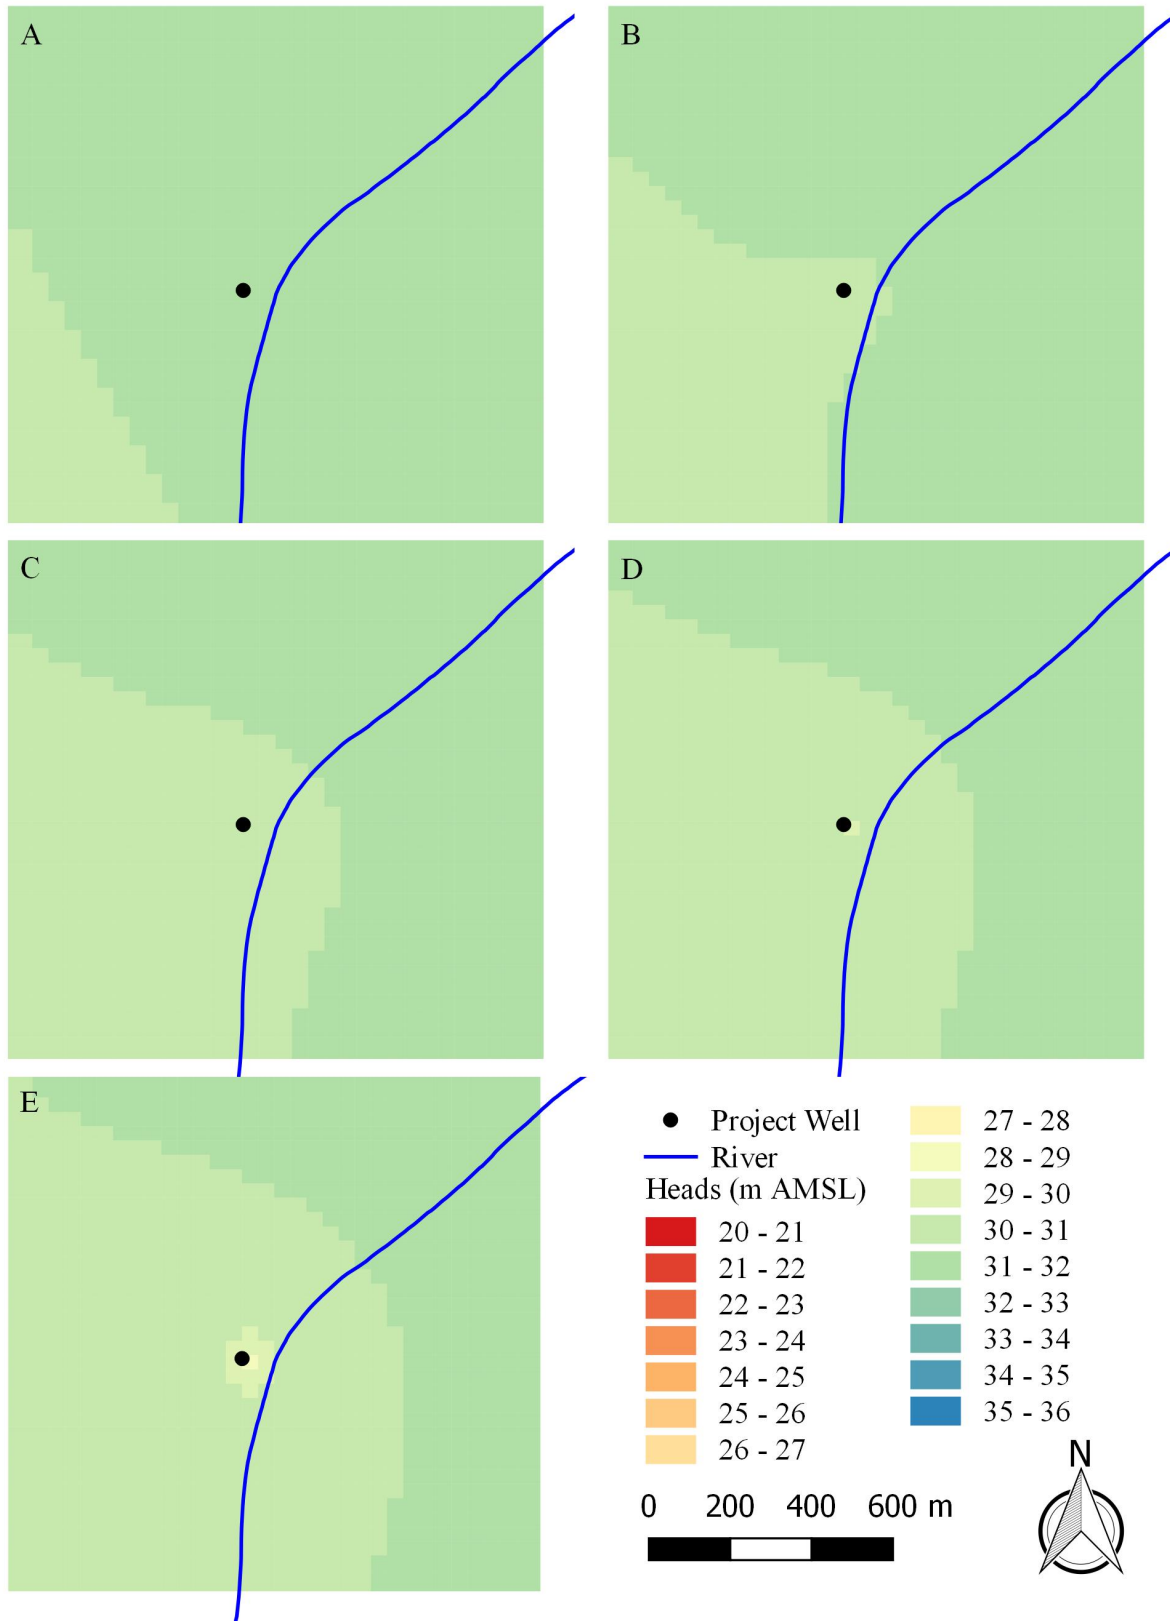 A
B
C
D
E
Project Well
River
Heads (m AMSL)
20 - 21
21 - 22
22 - 23
23 - 24
24 - 25
25 - 26
26 - 27
27 - 28
28 - 29
29 - 30
30 - 31
31 - 32
32 - 33
33 - 34
34 - 35
35 - 36
0 200 400 600 m
N